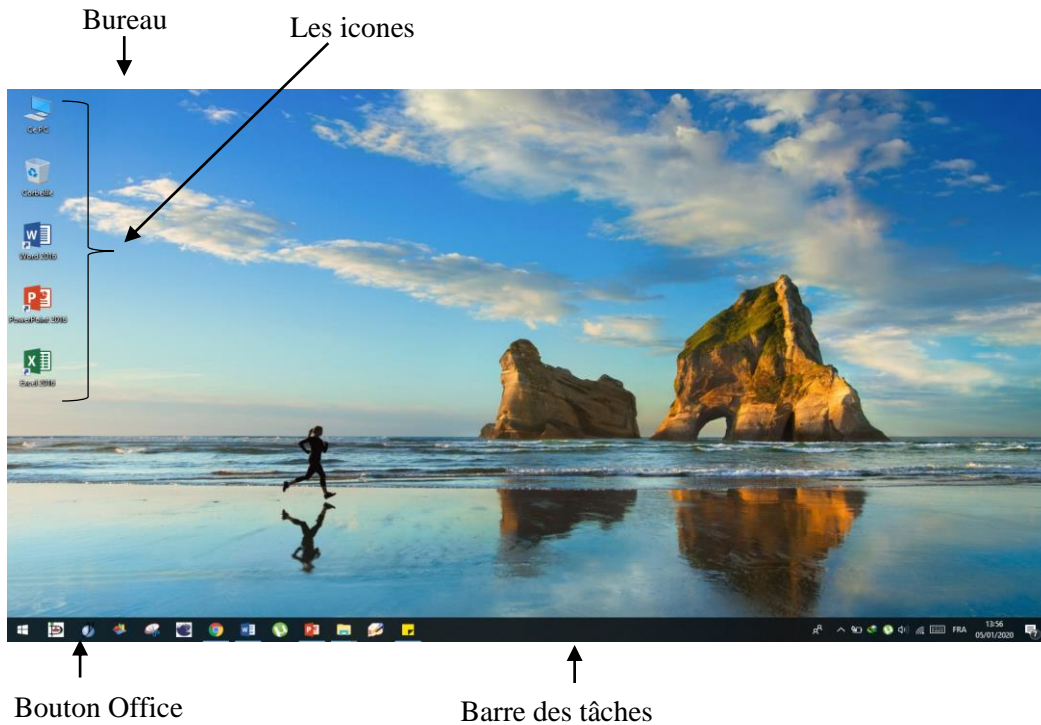 Bureau
Les icones
Ce PC
Corbeille
Word 2016
PowerPoint 2016
Excel 2016
FRA
13:56
05/01/2020
Bouton Office
Barre des tâches